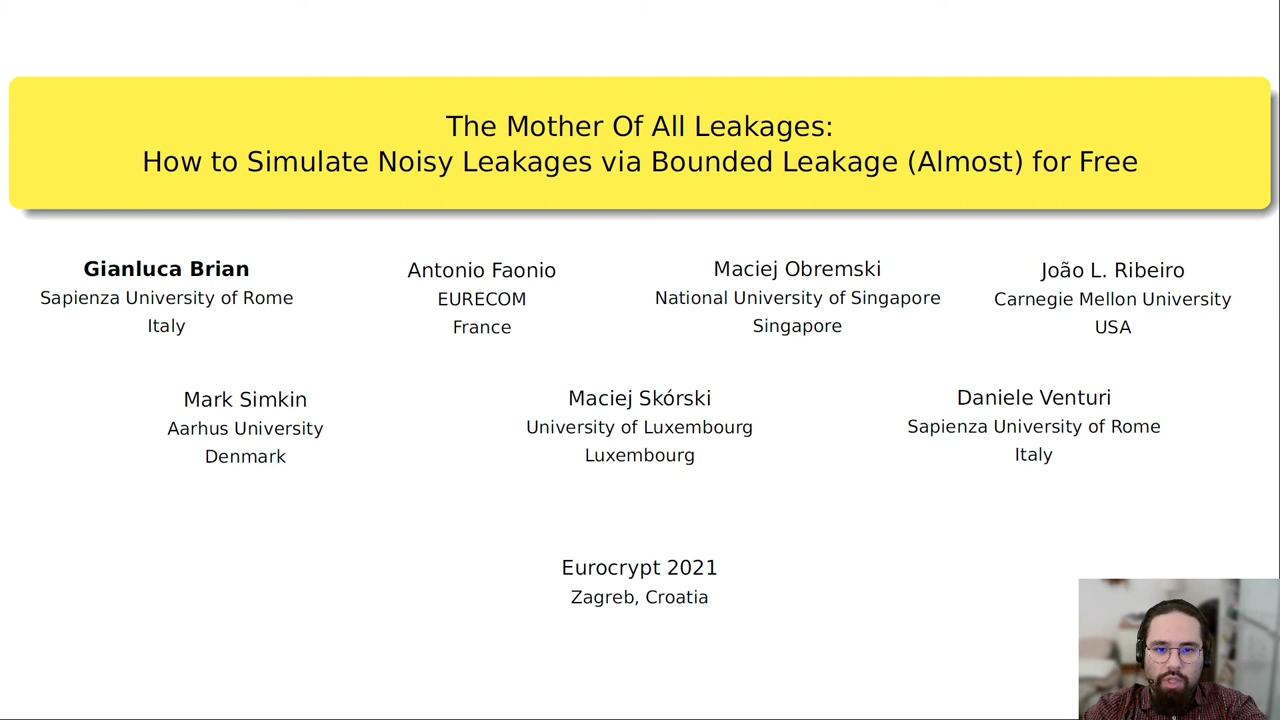 The Mother Of All Leakages:
How to Simulate Noisy Leakages via Bounded Leakage (Almost) for Free
Gianluca Brian
Sapienza University of Rome
Italy
Antonio Faonio
EURECOM
France
Maciej Obremski
National University of Singapore
Singapore
João L. Ribeiro
Carnegie Mellon University
USA
Mark Simkin
Aarhus University
Denmark
Maciej Skórski
University of Luxembourg
Luxembourg
Daniele Venturi
Sapienza University of Rome
Italy
Eurocrypt 2021
Zagreb, Croatia